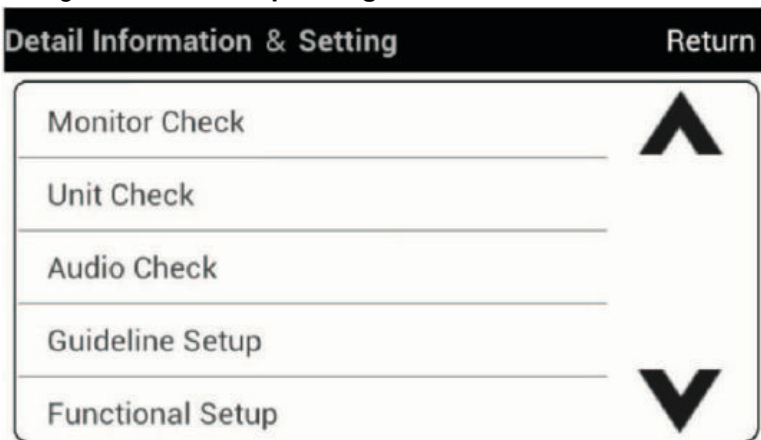 Detail Information & Setting
Return
Monitor Check
Unit Check
Audio Check
Guideline Setup
Functional Setup